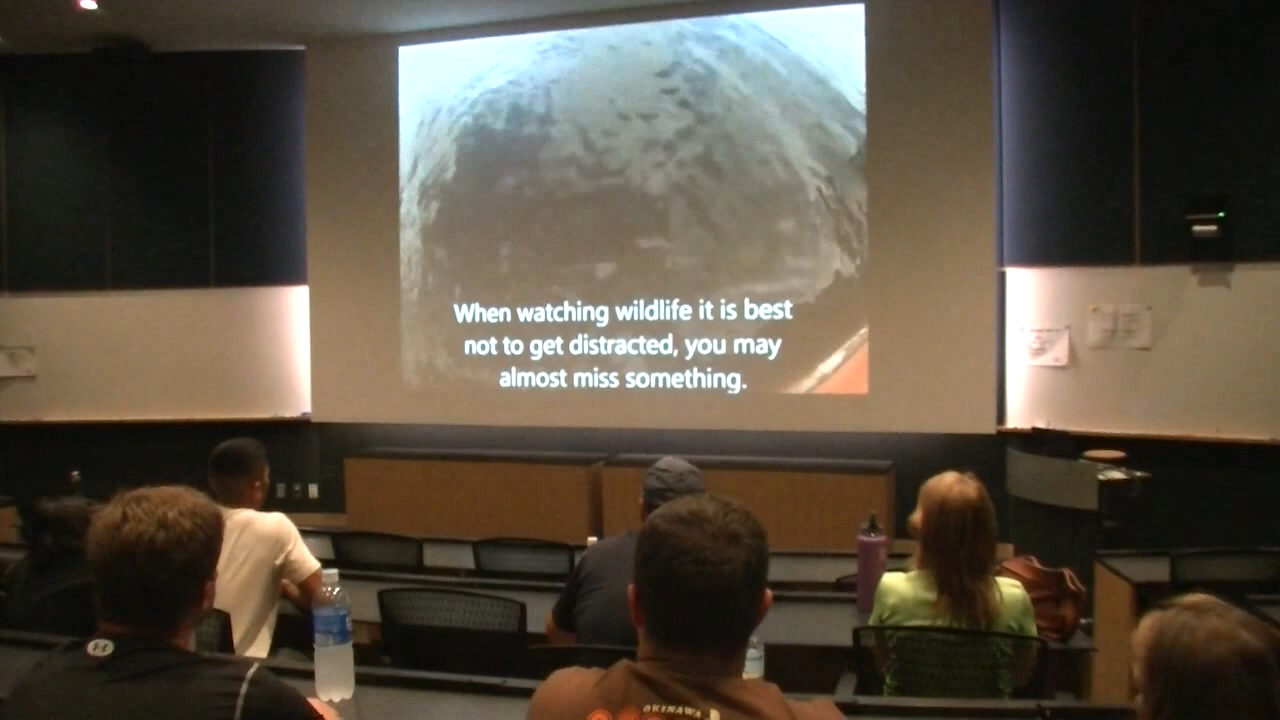 When watching wildlife it is best
not to get distracted, you may
almost miss something.
OKINAWA